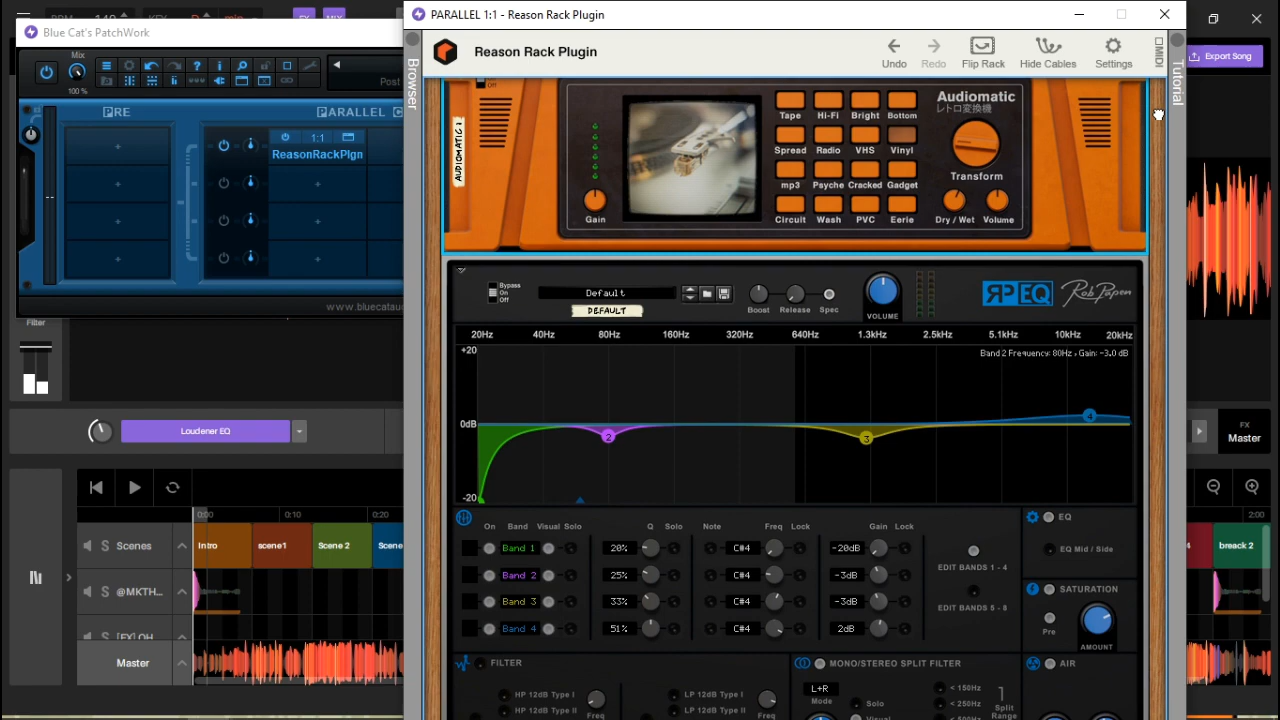 PARALLEL 1:1 - Reason Rack Plugin
Blue Cat's PatchWork
Export Song
Mix
100 %
Post
PRE
PARALLEL
1:1
ReasonRackPlgn
Filter
Loudener EQ
Browser
Reason Rack Plugin
Undo
Redo
Flip Rack
Hide Cables
Settings
MIDI
Tutorial
Off
AUDIOMATIC 1
Gain
Tape
Hi-Fi
Bright
Bottom
Spread
Radio
VHS
Vinyl
mp3
Psyche
Cracked
Gadget
Circuit
Wash
PVC
Eerie
Audiomatic
レトロ変換機
Transform
Dry / Wet
Volume
Bypass
On
Off
Default
DEFAULT
Boost
Release
Spec
VOLUME
RPEQ
Rob Papen
20Hz
40Hz
80Hz
160Hz
320Hz
640Hz
1.3kHz
2.5kHz
5.1kHz
10kHz
20kHz
+20
0dB
-20
Band 2 Frequency: 80Hz , Gain: -3.0 dB
2
3
4
On
Band
Visual
Solo
Q
Solo
Note
Freq
Lock
Gain
Lock
Band 1
20%
C#4
-20dB
Band 2
25%
C#4
-3dB
Band 3
33%
C#4
-3dB
Band 4
51%
C#4
2dB
EDIT BANDS 1 - 4
EDIT BANDS 5 - 8
EQ
EQ Mid / Side
SATURATION
Pre
AMOUNT
FILTER
HP 12dB Type I
HP 12dB Type II
Freq
LP 12dB Type I
LP 12dB Type II
Freq
MONO/STEREO SPLIT FILTER
L+R
Mode
Solo
Visual
< 150Hz
< 250Hz
Split
Range
AIR
FX
Master
0:00
0:10
0:20
2:00
Scenes
Intro
scene1
Scene 2
breack 2
S
@MKTH...
S
Master